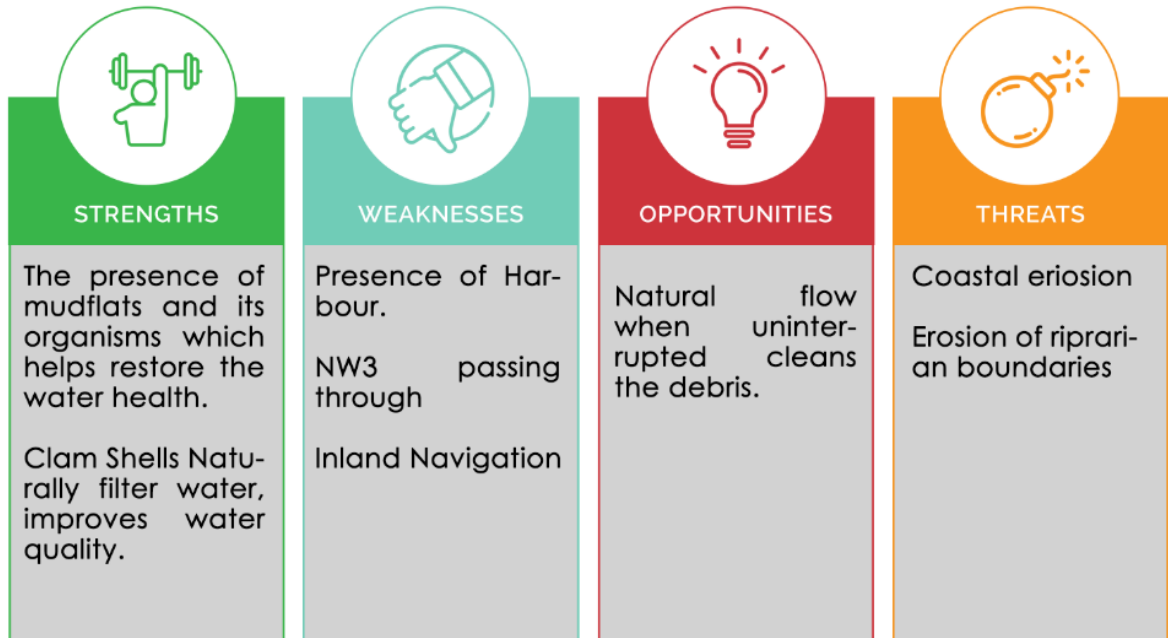 STRENGTHS
The presence of
mudflats and its
organisms which
helps restore the
water health.
Clam Shells Natu-
rally filter water,
improves water
quality.
WEAKNESSES
Presence of Har-
bour.
NW3 passing
through
Inland Navigation
OPPORTUNITIES
Natural flow
when uninter-
rupted cleans
the debris.
THREATS
Coastal eriosion
Erosion of riprari-
an boundaries